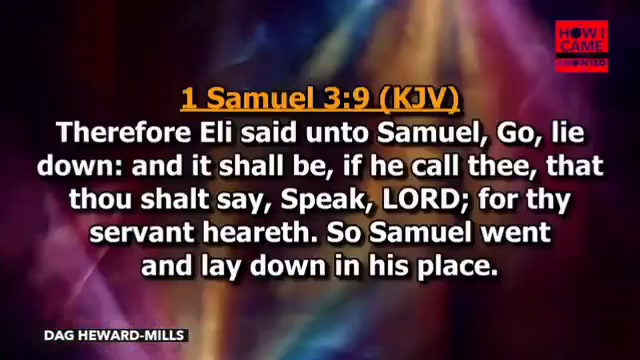 HOW I
CAME
ANOINTED
1 Samuel 3:9 (KJV)
Therefore Eli said unto Samuel, Go, lie
down: and it shall be, if he call thee, that
thou shalt say, Speak, LORD; for thy
servant heareth. So Samuel went
and lay down in his place.
DAG HEWARD-MILLS